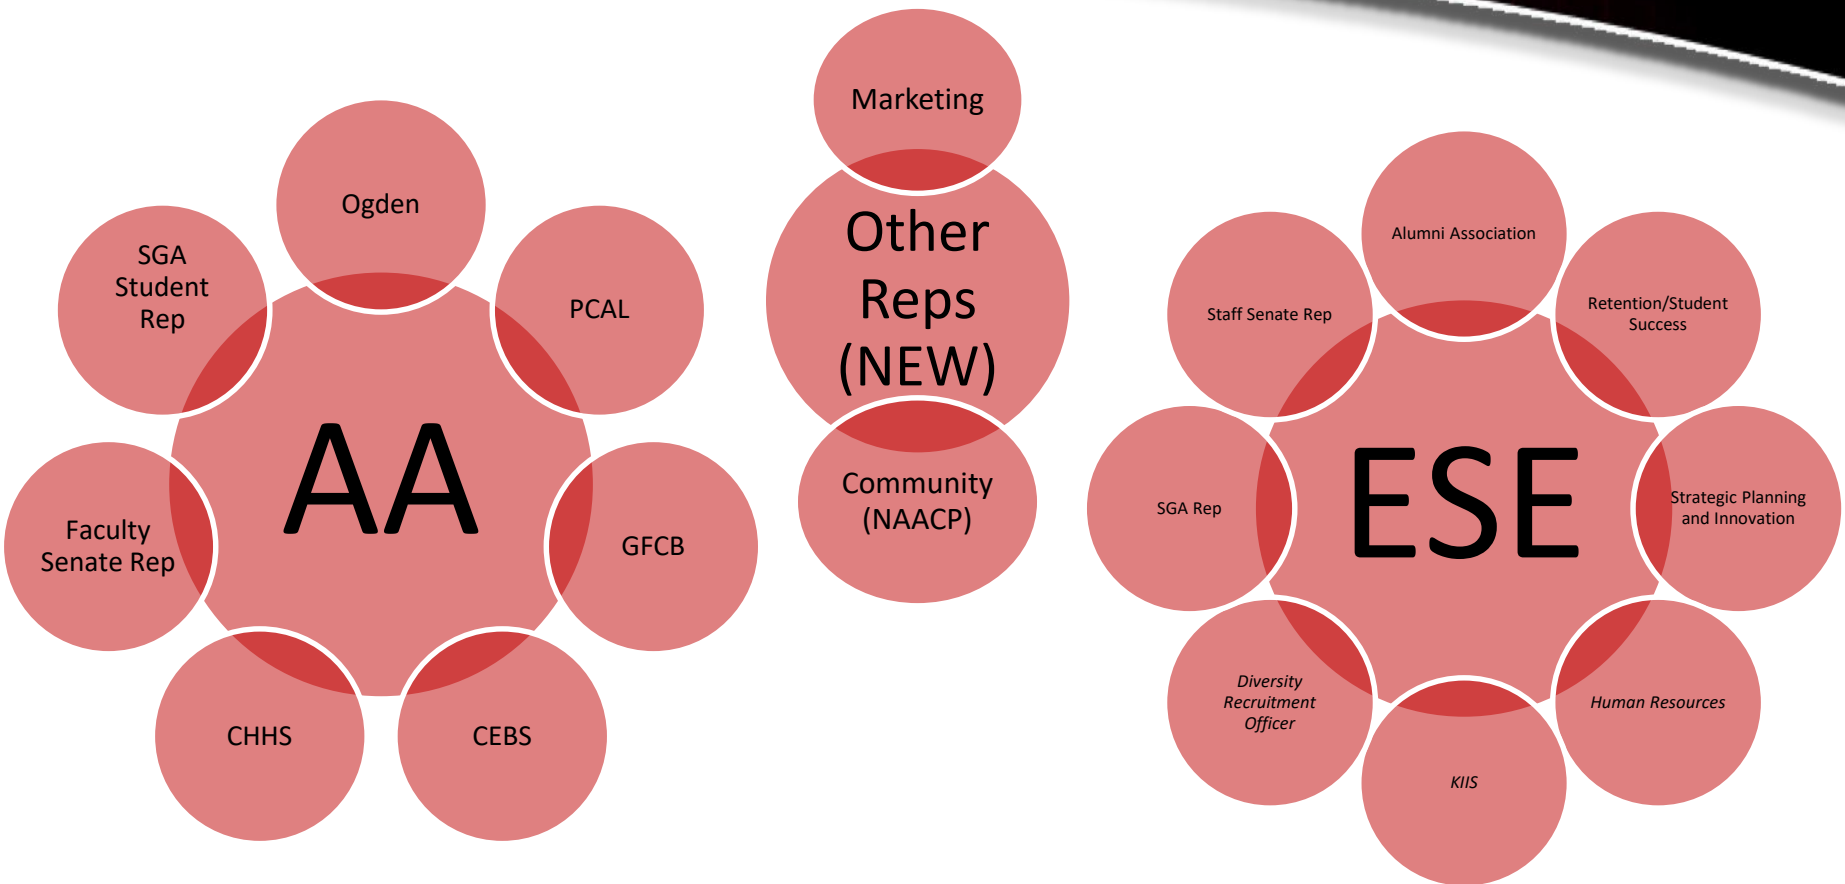 Ogden
PCAL
GFCB
CEBS
CHHS
Faculty
Senate Rep
SGA
Student
Rep
AA
Marketing
Other
Reps
(NEW)
Community
(NAACP)
Alumni Association
Retention/Student
Success
Strategic Planning
and Innovation
Human Resources
KIIS
Diversity
Recruitment
Officer
SGA Rep
Staff Senate Rep
ESE